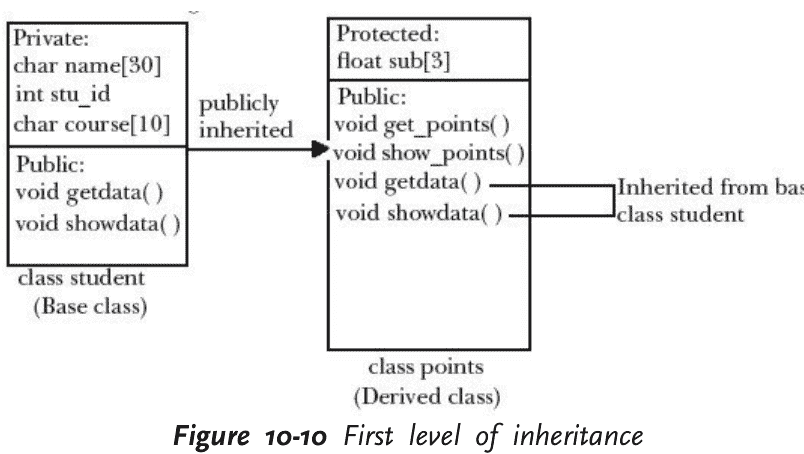 Private:
char name[30]
int stu_id
char course[10]
Public:
void getdata( )
void showdata( )
class student
(Base class)
publicly
inherited
Protected:
float sub[3]
Public:
void get_points( )
void show_points( )
void getdata( )
void showdata( )
Inherited from bas
class student
class points
(Derived class)
Figure 10-10 First level of inheritance